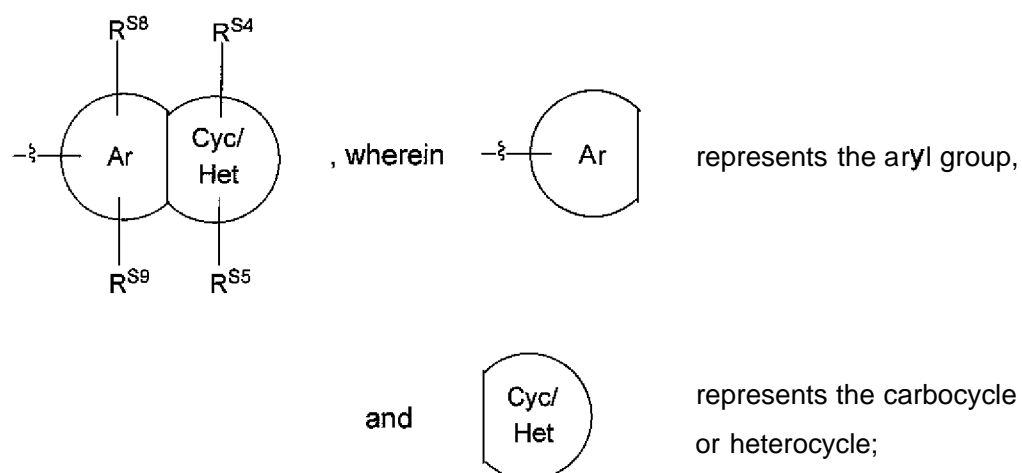 R^S8 R^S4
Ar Cyc/ Het , wherein Ar represents the aryl group,
R^S9 R^S5
and Cyc/ Het represents the carbocycle
or heterocycle;